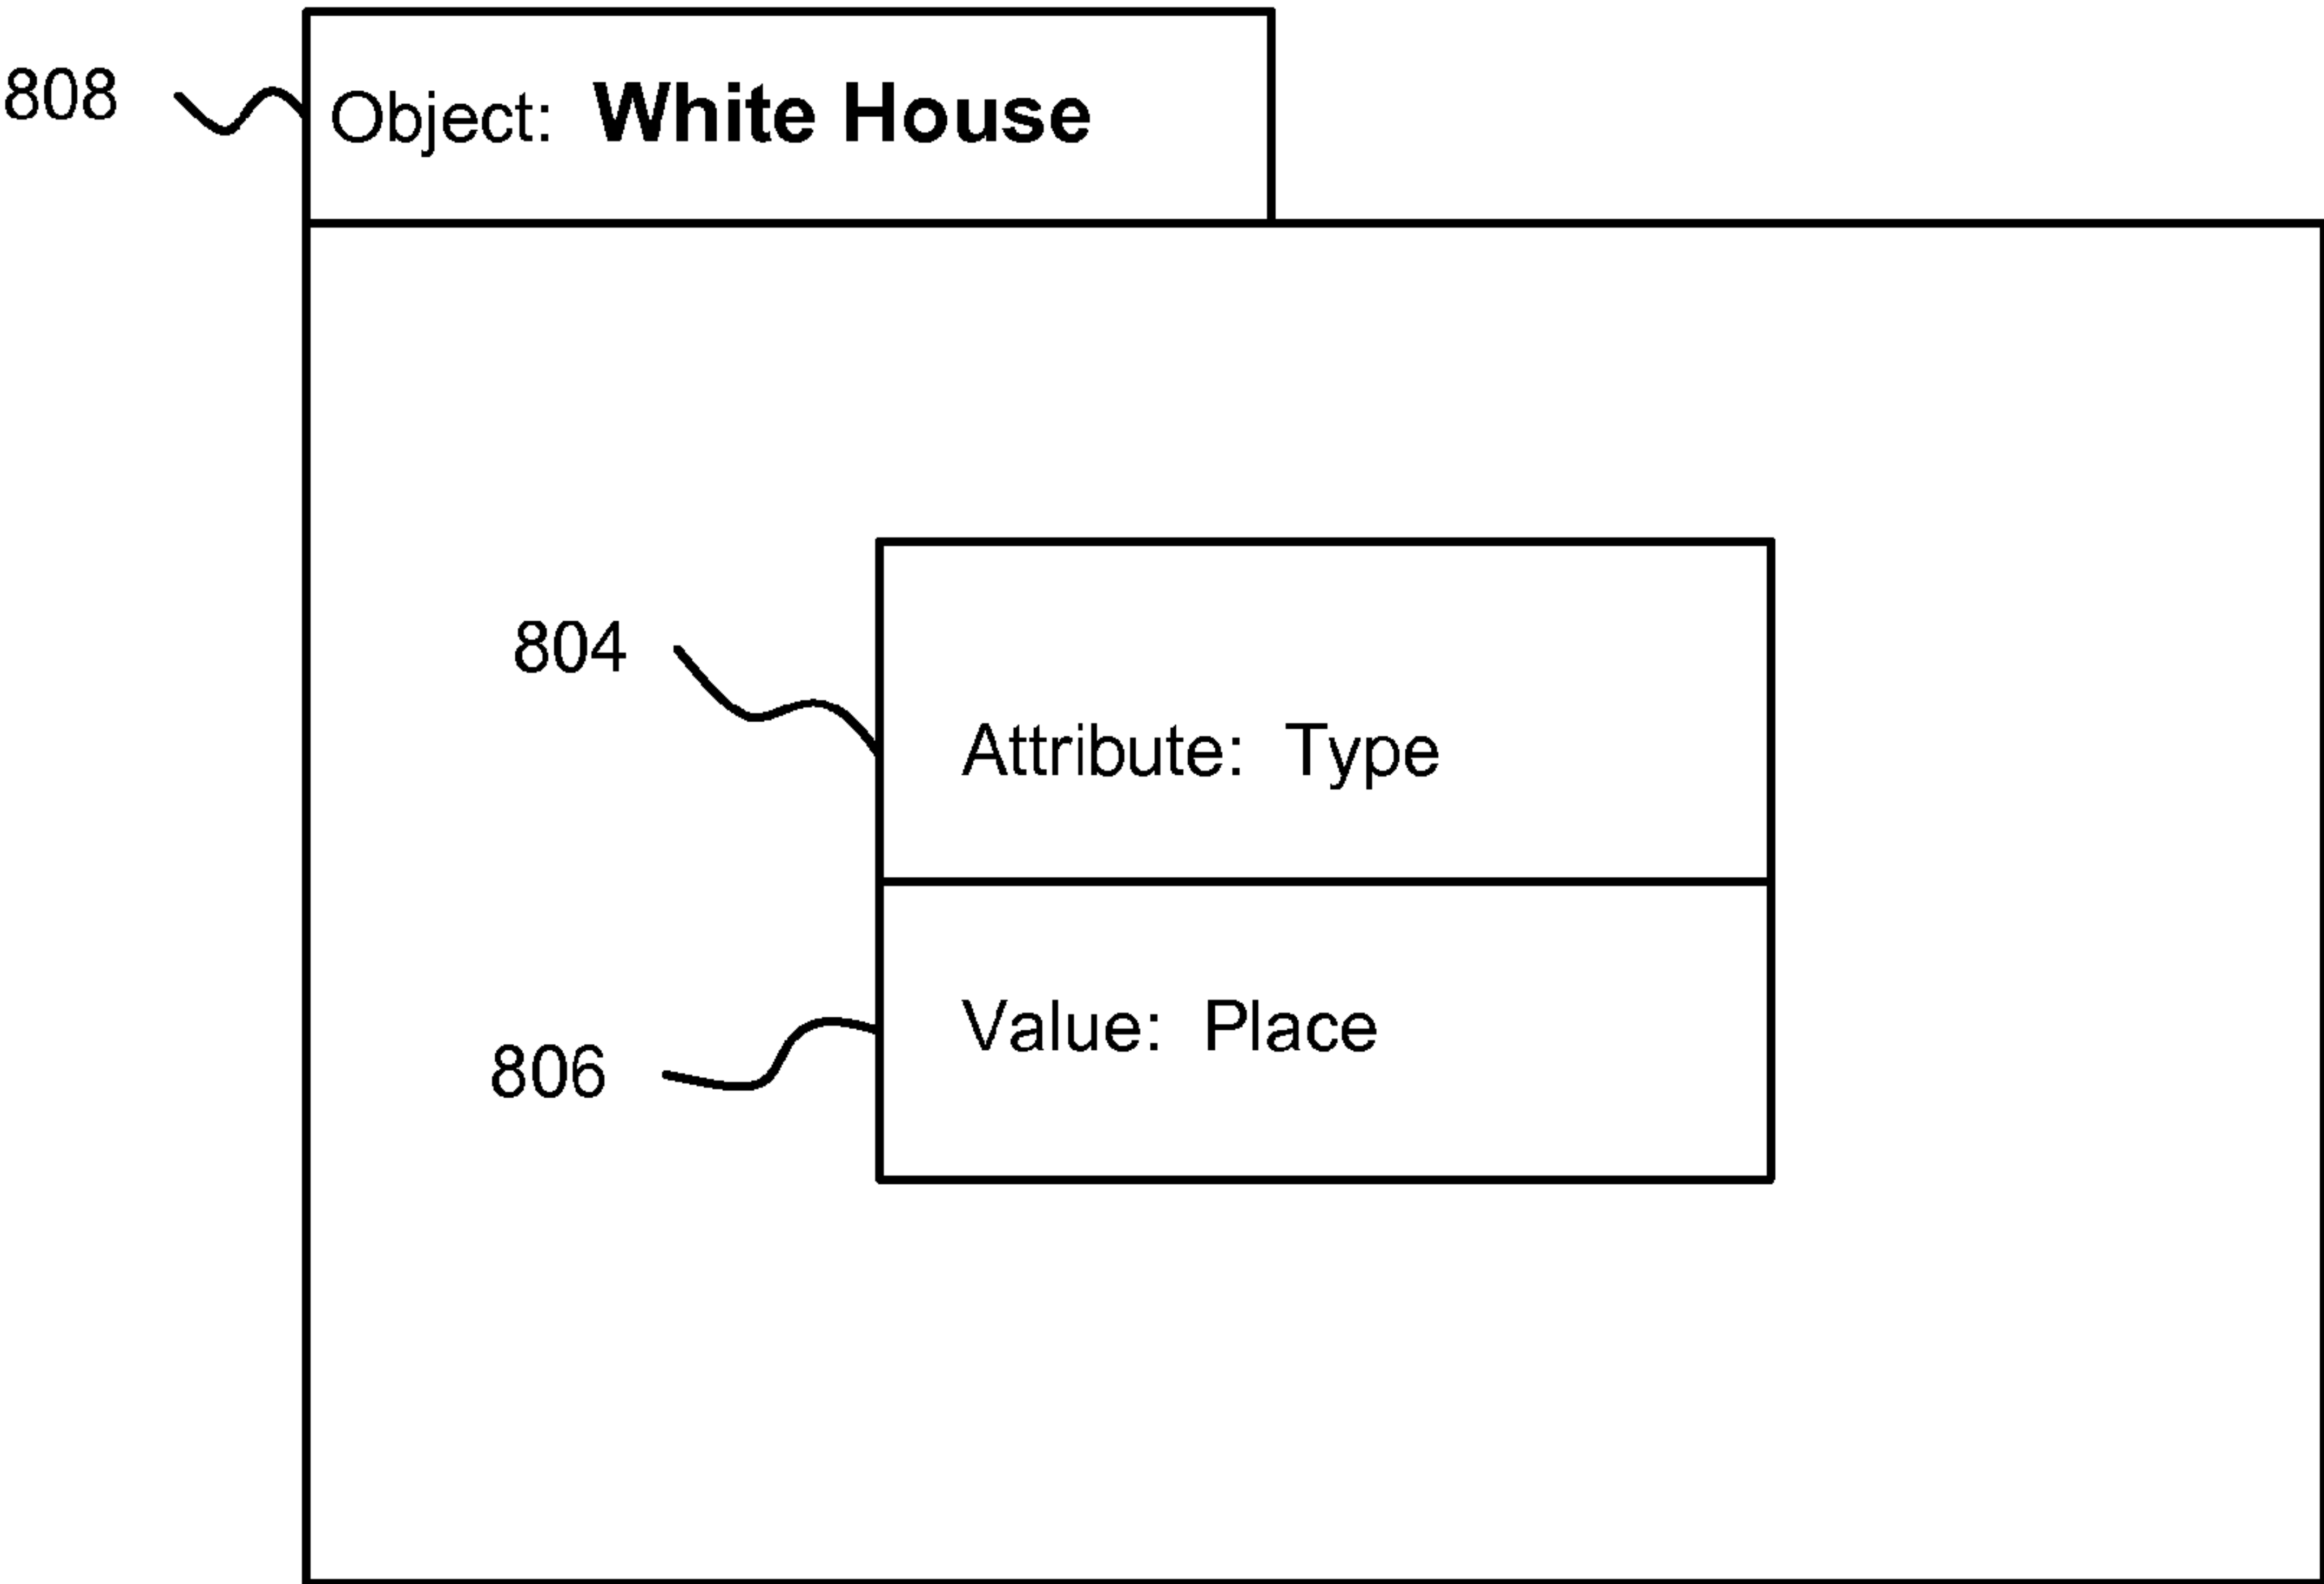 808 Object: White House
804
Attribute: Type
Value: Place
806